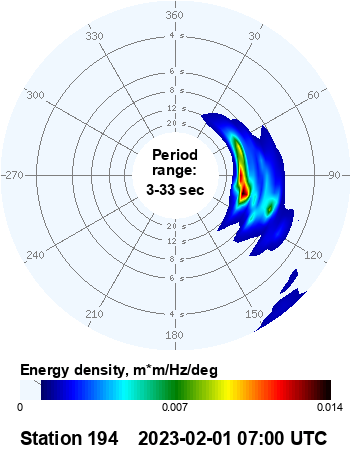 360
330
30
4 s
6 s
8 s
12 s
20 s
300
60
Period
range:
3-33 sec
-270
90-
20 s
12 s
8 s
6 s
4 s
240
120
210
150
180
Energy density, m*m/Hz/deg
0 0.007 0.014
Station 194 2023-02-01 07:00 UTC